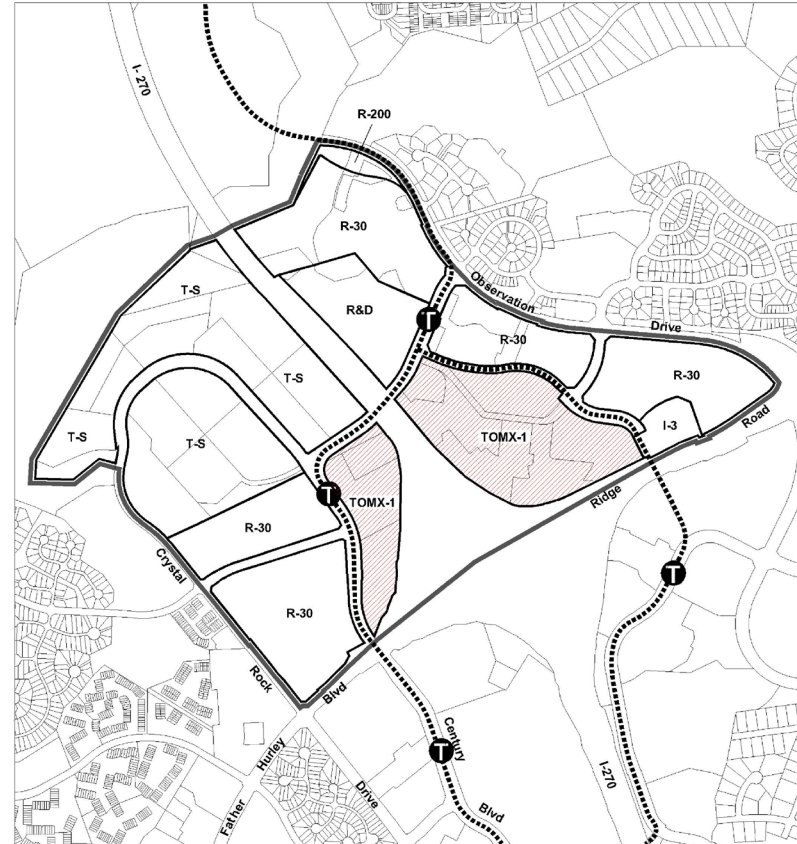 I- 270
R-200
R-30
T-S
Observation
R&D
T
R-30
Drive
R-30
T-S
I-3
Road
T-S
T-S
TOMX-1
Ridge
T
TOMX-1
R-30
Crystal
T
R-30
Rock
Blvd
Century
T
Hurley
I-270
Drive
Father
Blvd